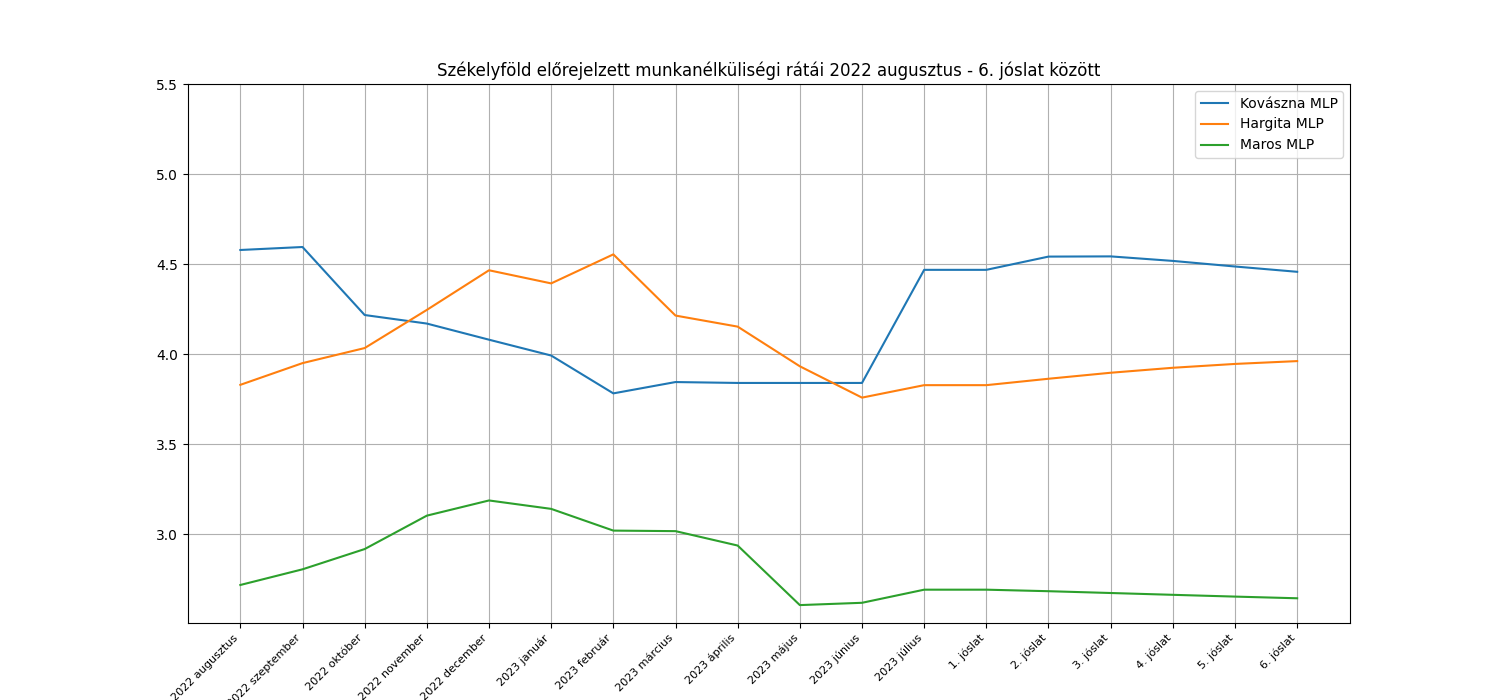 Székelyföld előrejelzett munkanélküliségi rátái 2022 augusztus - 6. jóslat között
Kovászna MLP
Hargita MLP
Maros MLP
5.5
5.0
4.5
4.0
3.5
3.0
2022 augusztus
2022 szeptember
2022 október
2022 november
2022 december
2023 január
2023 február
2023 március
2023 április
2023 május
2023 június
2023 július
1. jóslat
2. jóslat
3. jóslat
4. jóslat
5. jóslat
6. jóslat